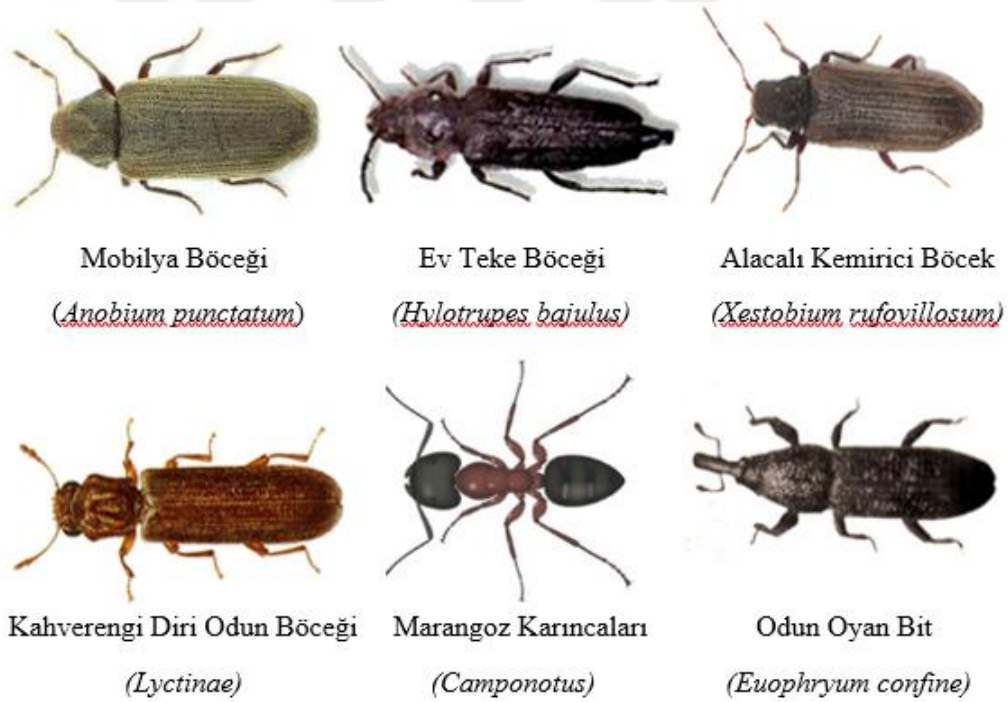 Mobilya Böceği
Ev Teke Böceği
Alacalı Kemirici Böcek
(Anobium punctatum)
(Hylotrupes bajulus)
(Xestobium rufovillosum)
Kahverengi Diri Odun Böceği
Marangoz Karıncaları
Odun Oyan Bit
(Lyctinae)
(Camponotus)
(Euophryum confine)